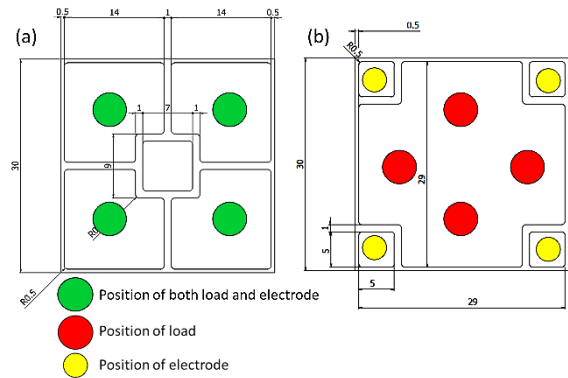 0.5 14 1 14 0.5
(a)
1 7 1
9
30
R0.5
(b)
0.5
R0.5
30
29
1
5
5
29
Position of both load and electrode
Position of load
Position of electrode